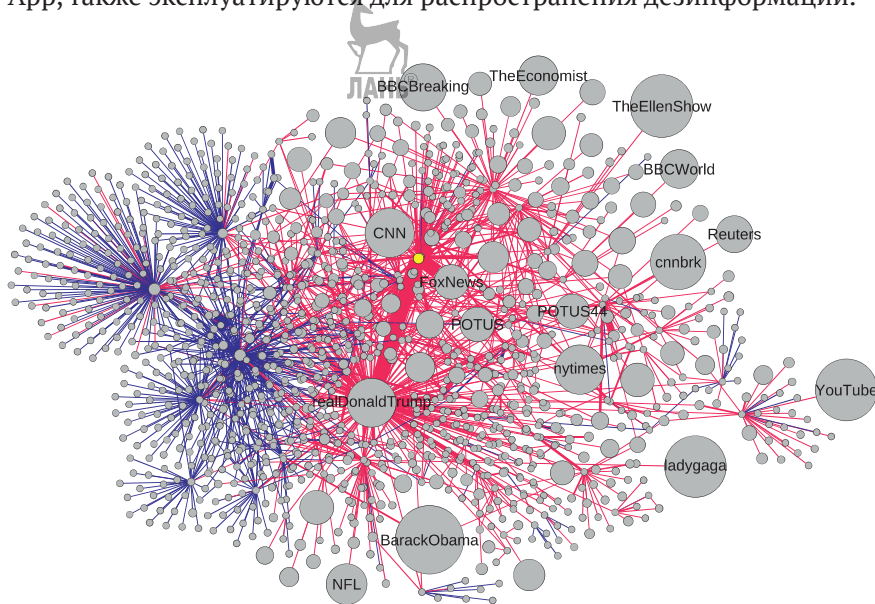 App, также эксплуатируются для распространения дезинформации.
ЛАНЬ®
BBCBreaking
TheEconomist
TheEllenShow
BBCWorld
CNN
Reuters
cnnbrk
FoxNews
POTUS
POTUS44
nytimes
YouTube
realDonaldTrump
ladygaga
BarackObama
NFL